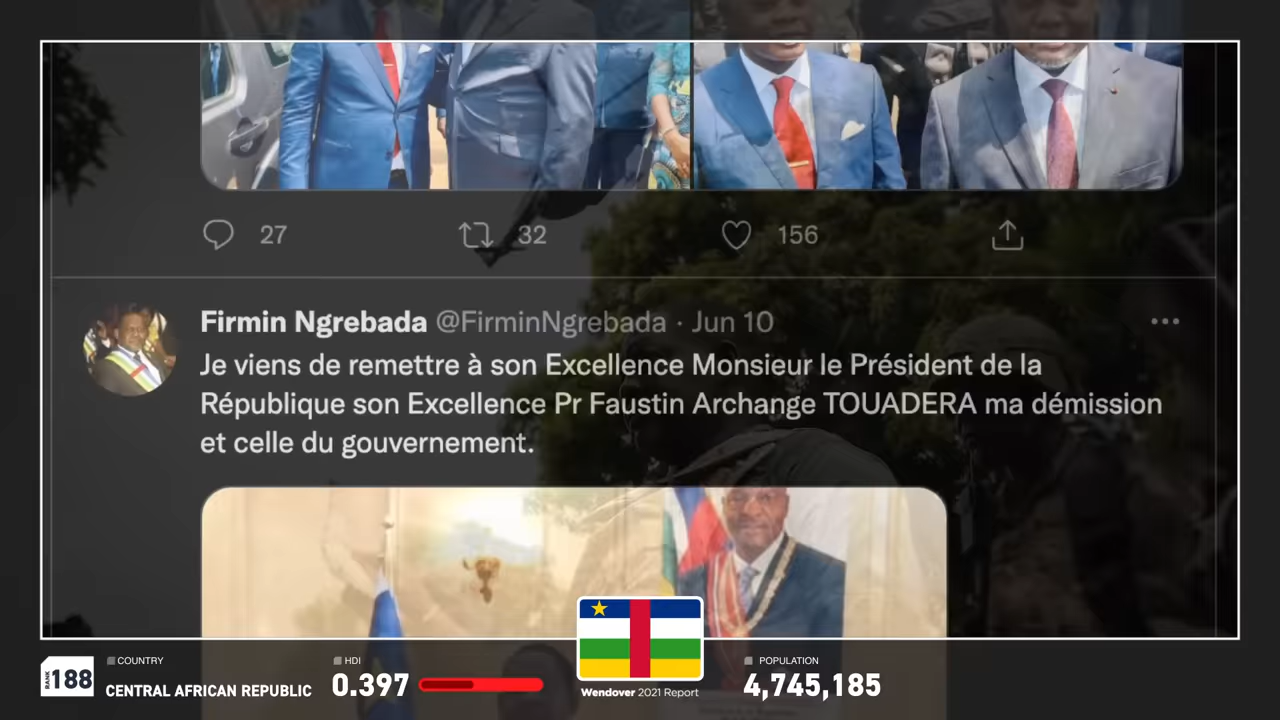 27 32 156
Firmin Ngrebada @FirminNgrebada · Jun 10
Je viens de remettre à son Excellence Monsieur le Président de la
République son Excellence Pr Faustin Archange TOUADERA ma démission
et celle du gouvernement.
RANK 188
COUNTRY
CENTRAL AFRICAN REPUBLIC
HDI
0.397
Wendover 2021 Report
POPULATION
4,745,185